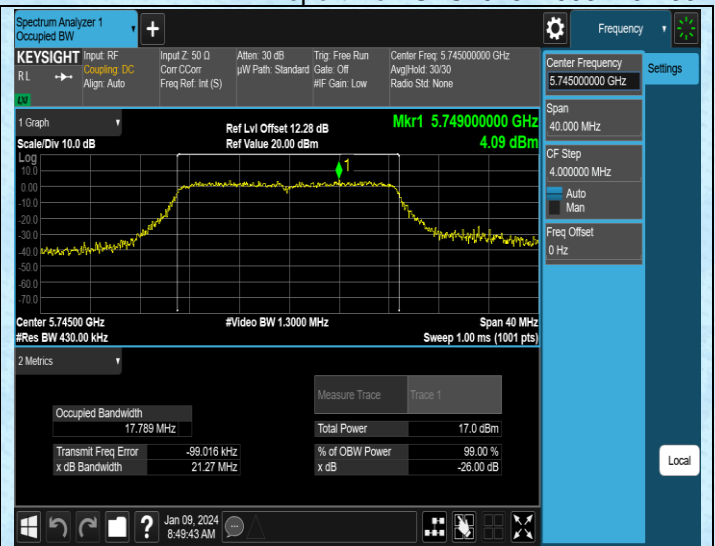 Spectrum Analyzer 1
Occupied BW
+
Frequency
KEYSIGHT
RL
LXI
Input: RF
Coupling: DC
Align: Auto
Input Z: 50 Ω
Corr CCorr
Freq Ref: Int (S)
Atten: 30 dB
µW Path: Standard
Trig: Free Run
Gate: Off
#IF Gain: Low
Center Freq: 5.745000000 GHz
Avg|Hold: 30/30
Radio Std: None
Center Frequency
5.745000000 GHz
Settings
Span
40.000 MHz
CF Step
4.000000 MHz
Auto
Man
Freq Offset
0 Hz
Local
1 Graph
Scale/Div 10.0 dB
Ref Lvl Offset 12.28 dB
Ref Value 20.00 dBm
Mkr1 5.749000000 GHz
4.09 dBm
Log
10.0
0.00
-10.0
-20.0
-30.0
-40.0
-50.0
-60.0
-70.0
1
Center 5.74500 GHz
#Video BW 1.3000 MHz
Span 40 MHz
#Res BW 430.00 kHz
Sweep 1.00 ms (1001 pts)
2 Metrics
Measure Trace
Trace 1
Occupied Bandwidth
17.789 MHz
Total Power
17.0 dBm
Transmit Freq Error
-99.016 kHz
% of OBW Power
99.00 %
x dB Bandwidth
21.27 MHz
x dB
-26.00 dB
?
Jan 09, 2024
8:49:43 AM